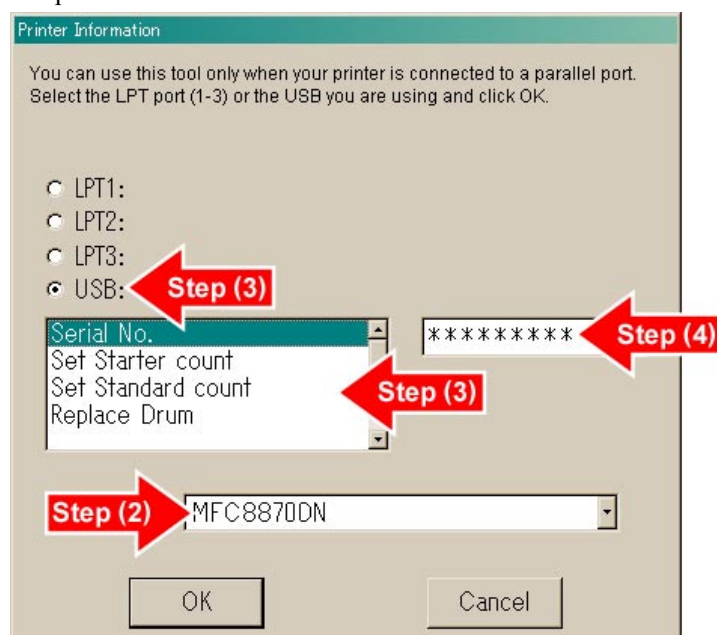 Printer Information
You can use this tool only when your printer is connected to a parallel port.
Select the LPT port (1-3) or the USB you are using and click OK.
LPT1:
LPT2:
LPT3:
USB:
Step (3)
Serial No.
*********
Step (4)
Set Starter count
Set Standard count
Step (3)
Replace Drum
Step (2)
MFC8870DN
OK
Cancel